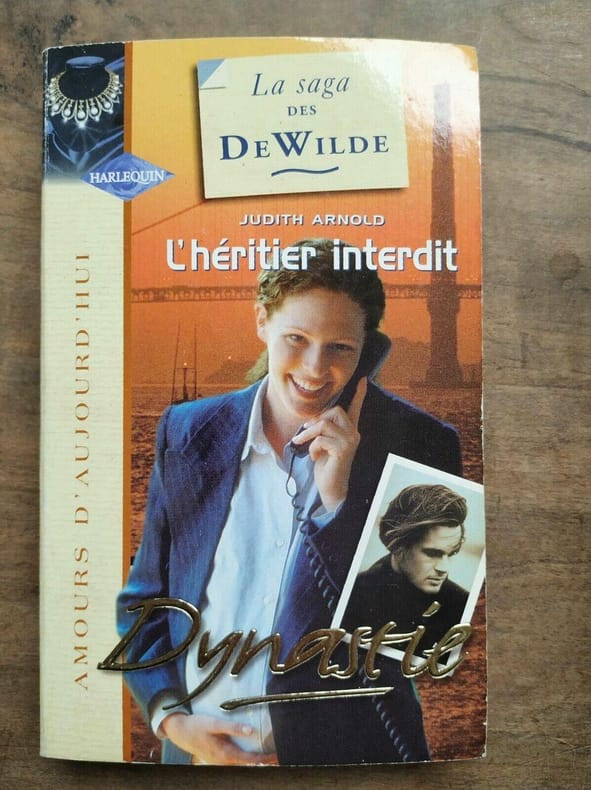 La saga
DES
DEWILDE
HARLEQUIN
JUDITH ARNOLD
L'héritier interdit
AMOURS D'AUJOURD'HUI
Dynastie